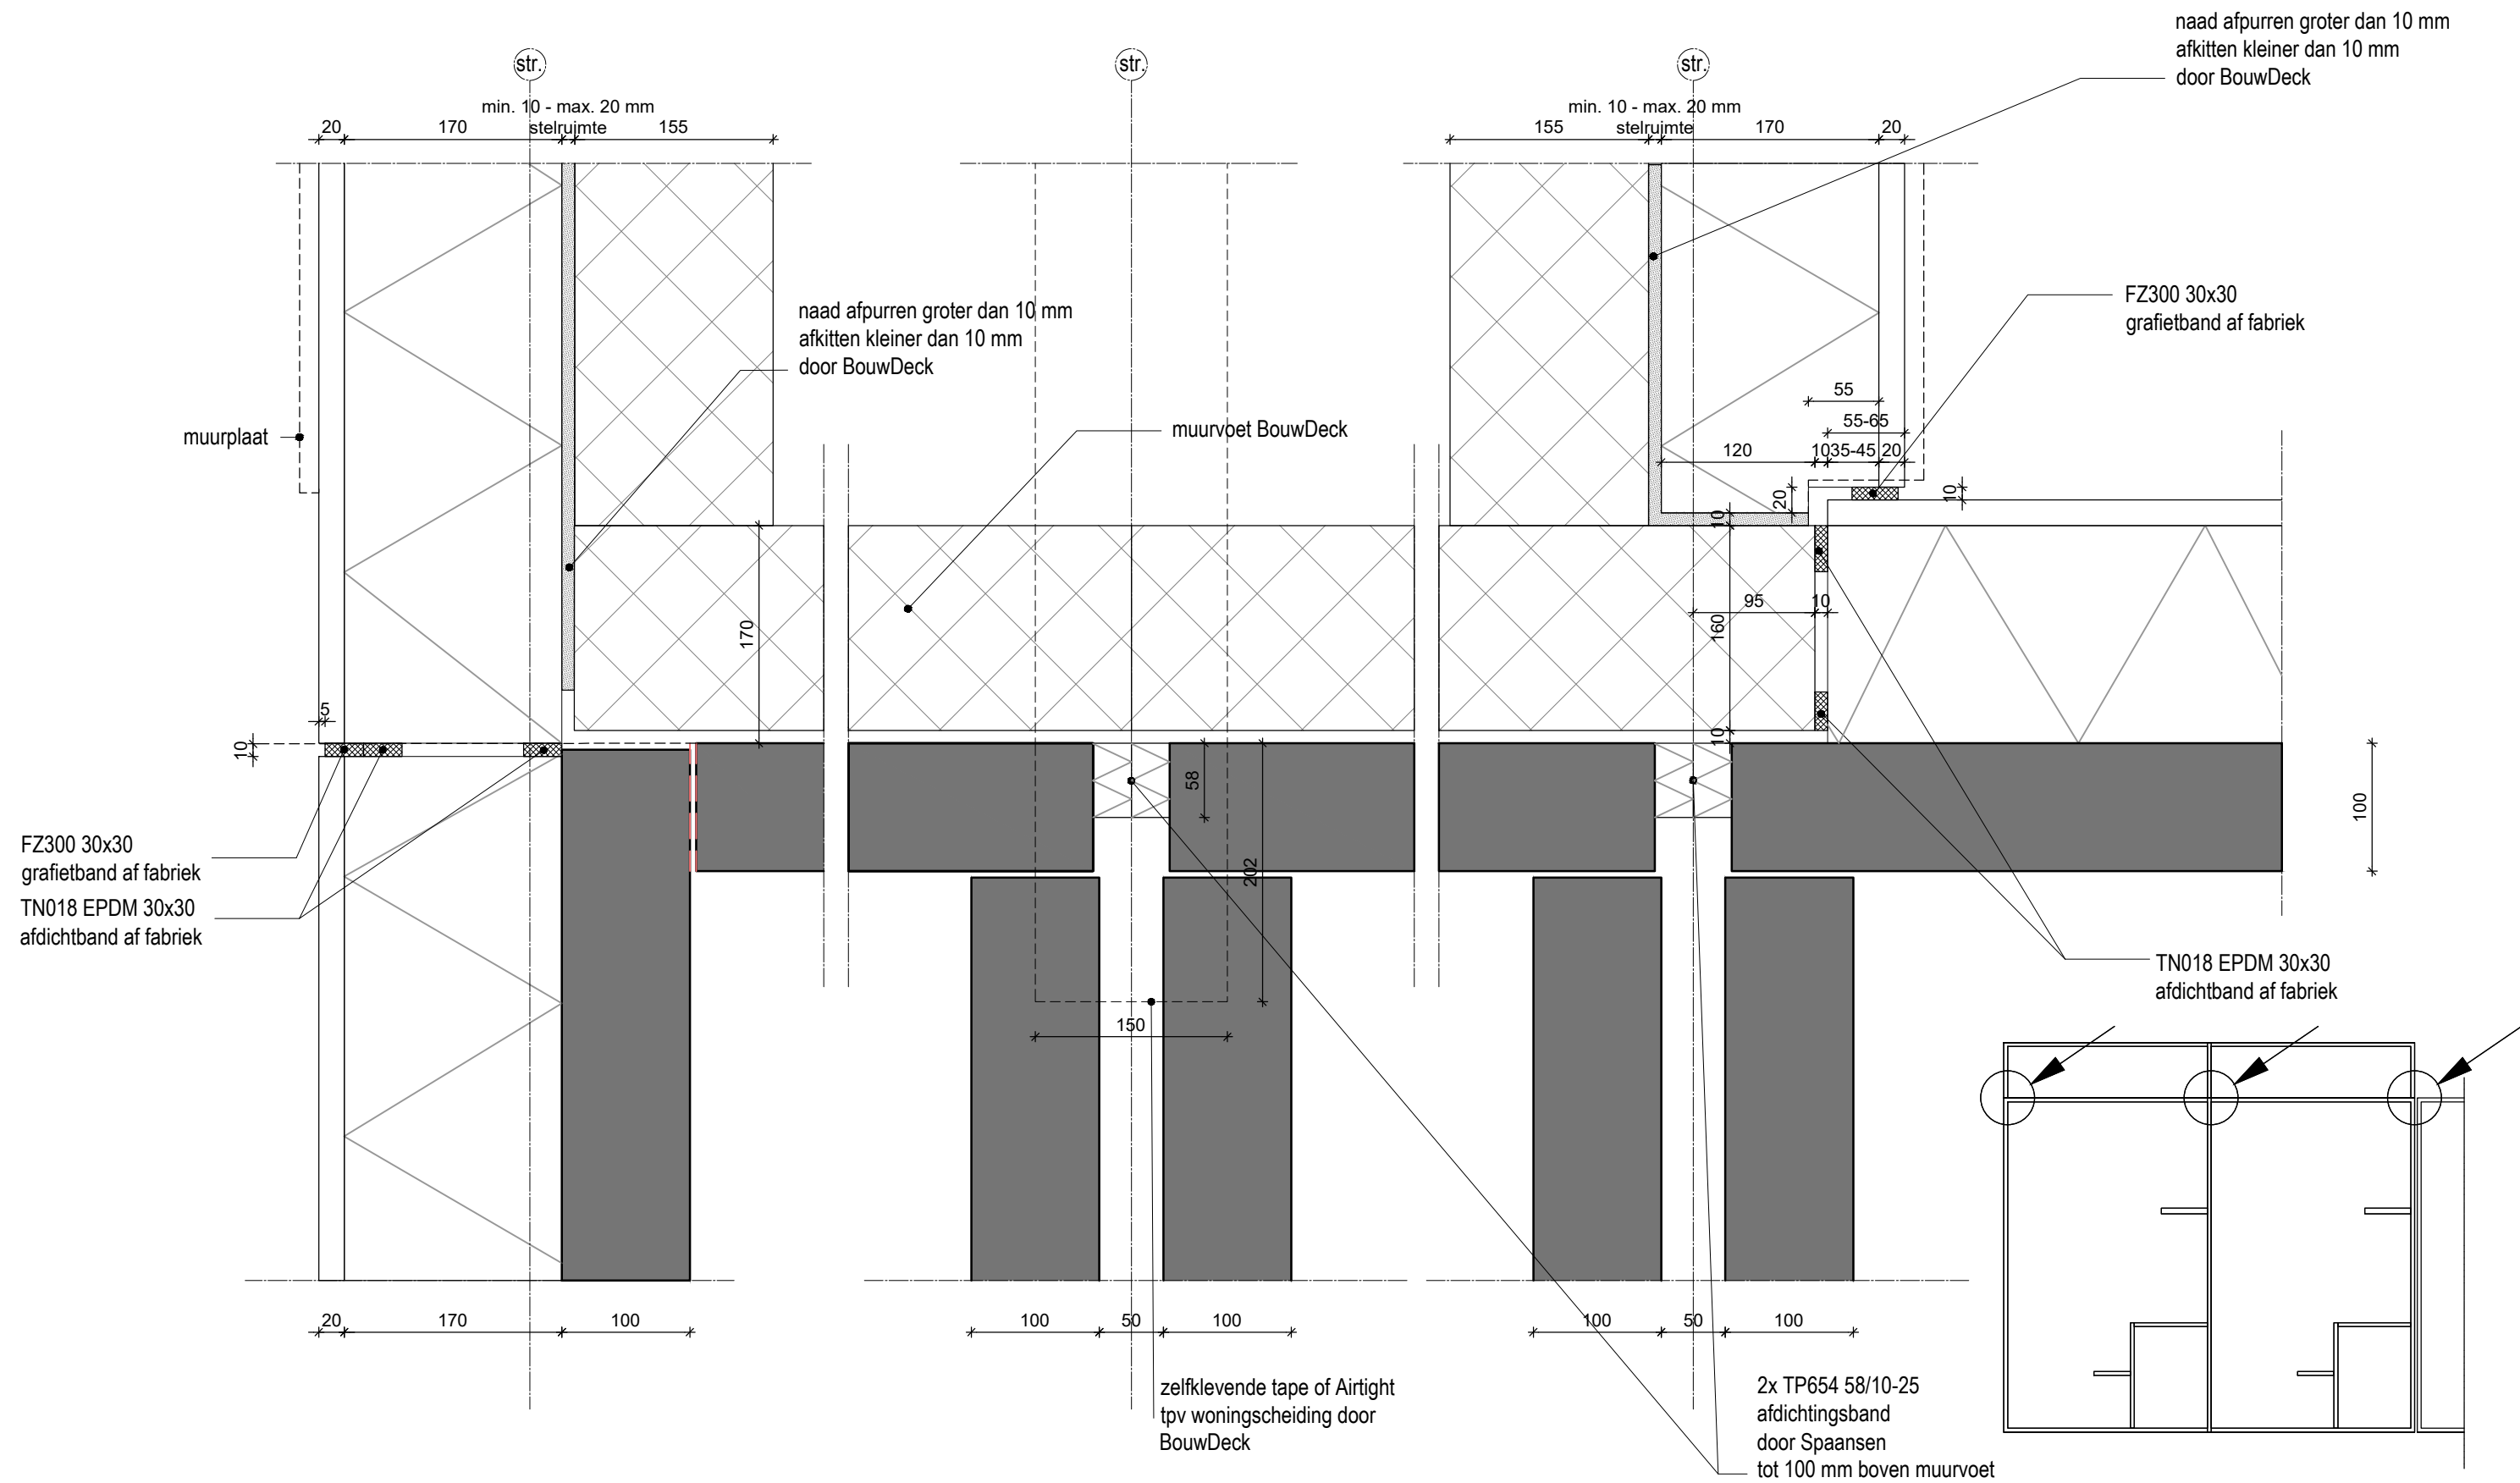 naad afpurren groter dan 10 mm
afkitten kleiner dan 10 mm
door BouwDeck
str.
str.
str.
min. 10 - max. 20 mm
stelruimte
20
170
155
min. 10 - max. 20 mm
stelruimte
155
170
20
naad afpurren groter dan 10 mm
afkitten kleiner dan 10 mm
door BouwDeck
FZ300 30x30
grafietband af fabriek
muurplaat
muurvoet BouwDeck
55
55-65
120
10
35-45
20
20
10
10
170
95
10
160
10
5
10
58
202
100
FZ300 30x30
grafietband af fabriek
TN018 EPDM 30x30
afdichtband af fabriek
TN018 EPDM 30x30
afdichtband af fabriek
150
20
170
100
100
50
100
100
50
100
zelfklevende tape of Airtight
tpv woningscheiding door
BouwDeck
2x TP654 58/10-25
afdichtingsband
door Spaansen
tot 100 mm boven muurvoet